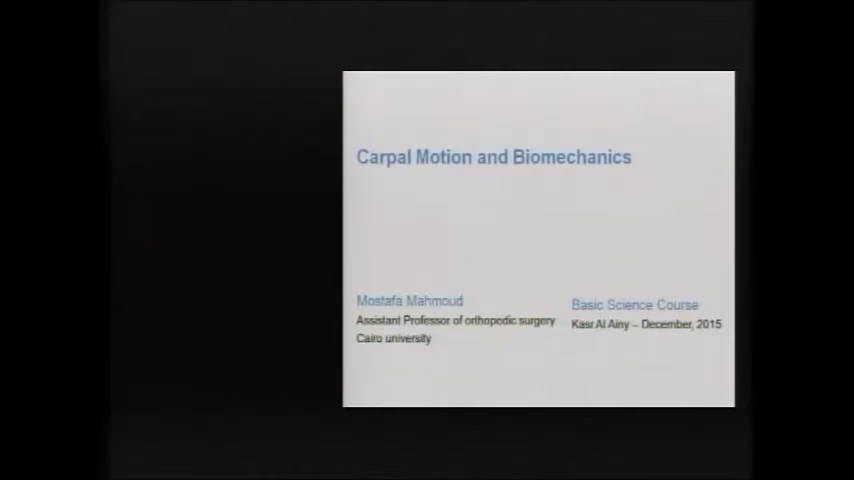 Carpal Motion and Biomechanics
Mostafa Mahmoud
Assistant Professor of orthopedic surgery
Cairo university
Basic Science Course
Kasr Al Ainy – December, 2015